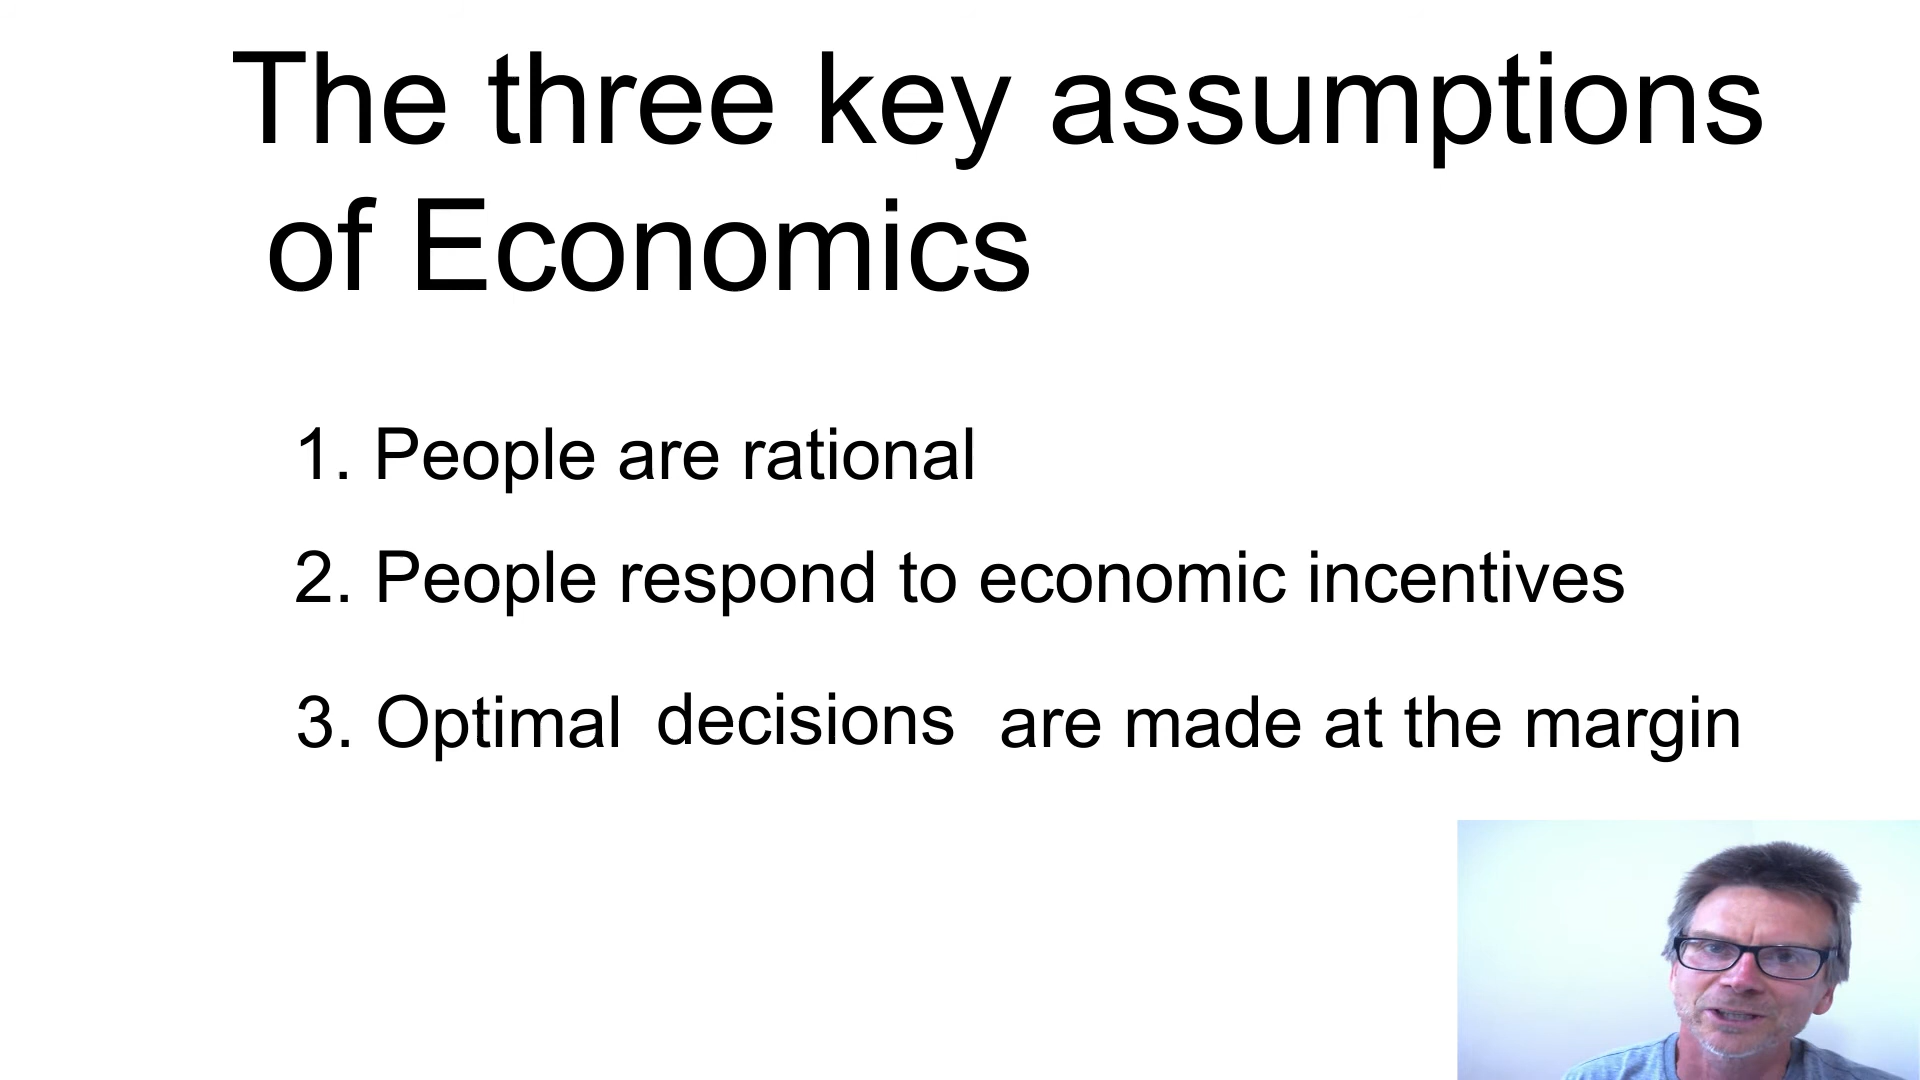 The three key assumptions
of Economics
1. People are rational
2. People respond to economic incentives
3. Optimal decisions are made at the margin